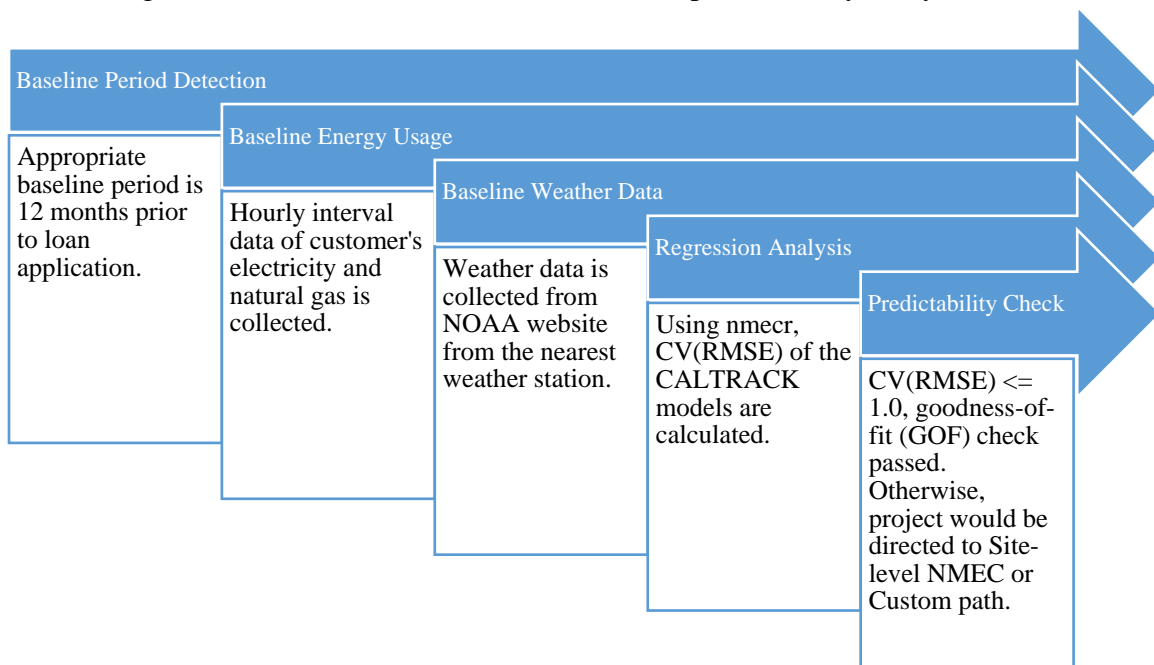 Baseline Period Detection
Appropriate
baseline period is
12 months prior
to loan
application.
Baseline Energy Usage
Hourly interval
data of customer's
electricity and
natural gas is
collected.
Baseline Weather Data
Weather data is
collected from
NOAA website
from the nearest
weather station.
Regression Analysis
Using nmecr,
CV(RMSE) of the
CALTRACK
models are
calculated.
Predictability Check
CV(RMSE) <=
1.0, goodness-of-
fit (GOF) check
passed.
Otherwise,
project would be
directed to Site-
level NMEC or
Custom path.